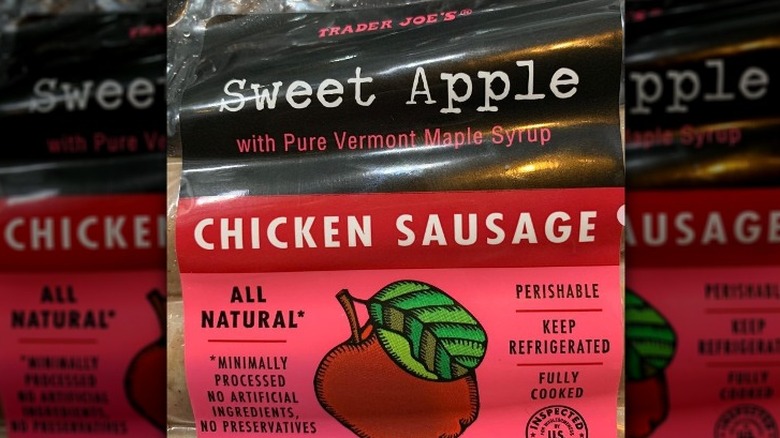 TRADER JOE'S®
Sweet Apple
with Pure Vermont Maple Syrup
CHICKEN SAUSAGE
ALL
NATURAL*
*MINIMALLY
PROCESSED
NO ARTIFICIAL
INGREDIENTS,
NO PRESERVATIVES
PERISHABLE
KEEP
REFRIGERATED
FULLY
COOKED
INSPECTED
U.S.